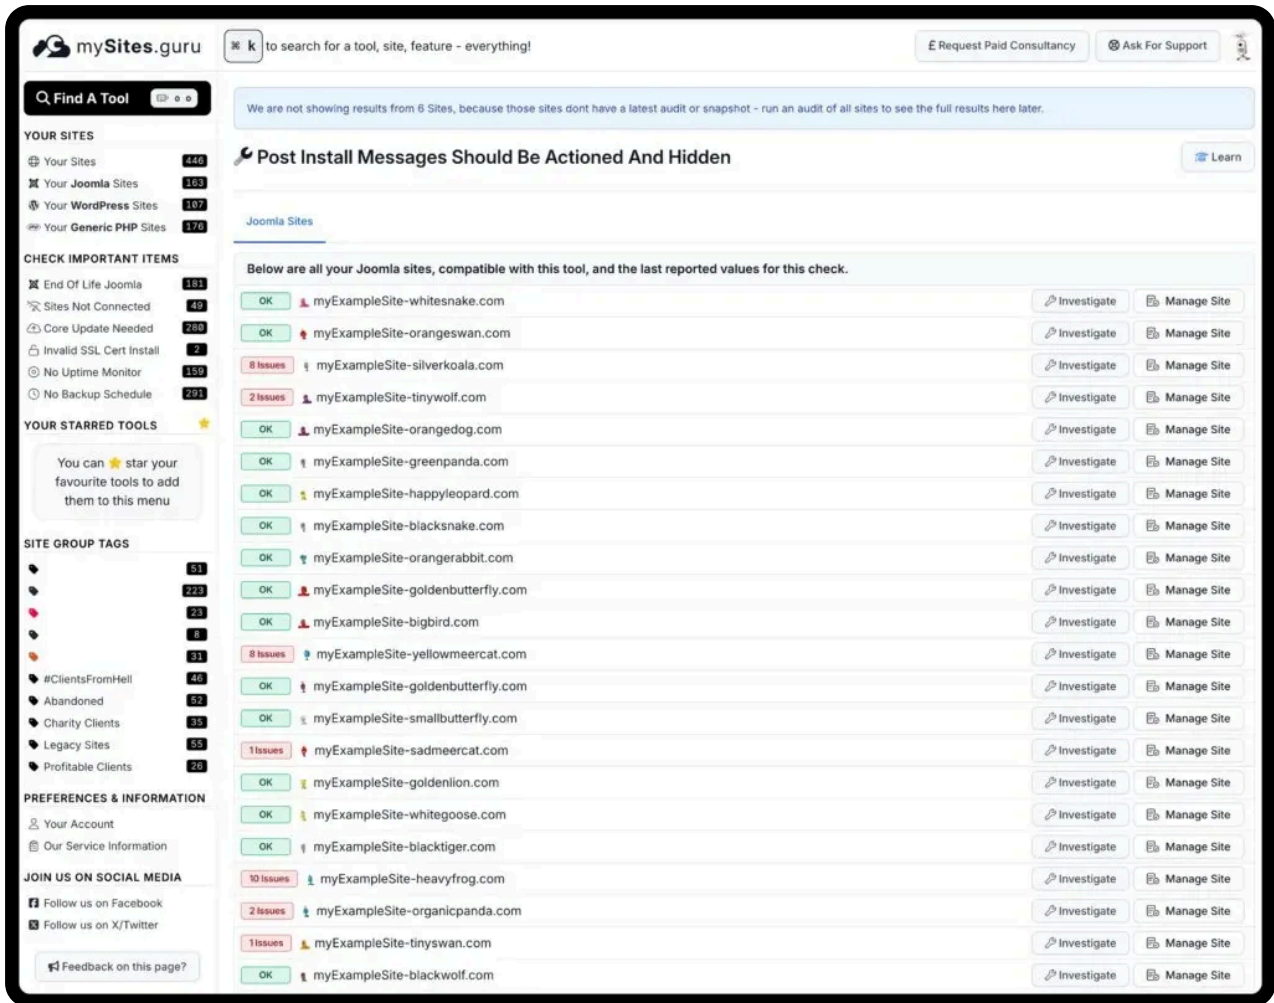 mySites.guru
⌘ k to search for a tool, site, feature - everything!
£ Request Paid Consultancy
Ask For Support
Find A Tool
YOUR SITES
Your Sites 446
Your Joomla Sites 163
Your WordPress Sites 107
Your Generic PHP Sites 176
CHECK IMPORTANT ITEMS
End Of Life Joomla 181
Sites Not Connected 49
Core Update Needed 280
Invalid SSL Cert Install 2
No Uptime Monitor 159
No Backup Schedule 291
YOUR STARRED TOOLS
You can ⭐ star your
favourite tools to add
them to this menu
SITE GROUP TAGS
51
223
23
8
31
#ClientsFromHell 46
Abandoned 52
Charity Clients 35
Legacy Sites 55
Profitable Clients 26
PREFERENCES & INFORMATION
Your Account
Our Service Information
JOIN US ON SOCIAL MEDIA
Follow us on Facebook
Follow us on X/Twitter
Feedback on this page?
We are not showing results from 6 Sites, because those sites dont have a latest audit or snapshot - run an audit of all sites to see the full results here later.
Post Install Messages Should Be Actioned And Hidden
Learn
Joomla Sites
Below are all your Joomla sites, compatible with this tool, and the last reported values for this check.
OK myExampleSite-whitesnake.com Investigate Manage Site
OK myExampleSite-orangeswan.com Investigate Manage Site
8 Issues myExampleSite-silverkoala.com Investigate Manage Site
2 Issues myExampleSite-tinywolf.com Investigate Manage Site
OK myExampleSite-orangedog.com Investigate Manage Site
OK myExampleSite-greenpanda.com Investigate Manage Site
OK myExampleSite-happyleopard.com Investigate Manage Site
OK myExampleSite-blacksnake.com Investigate Manage Site
OK myExampleSite-orangerabbit.com Investigate Manage Site
OK myExampleSite-goldenbutterfly.com Investigate Manage Site
OK myExampleSite-bigbird.com Investigate Manage Site
8 Issues myExampleSite-yellowmeercat.com Investigate Manage Site
OK myExampleSite-goldenbutterfly.com Investigate Manage Site
OK myExampleSite-smallbutterfly.com Investigate Manage Site
1 Issues myExampleSite-sadmeercat.com Investigate Manage Site
OK myExampleSite-goldenlion.com Investigate Manage Site
OK myExampleSite-whitegoose.com Investigate Manage Site
OK myExampleSite-blacktiger.com Investigate Manage Site
10 Issues myExampleSite-heavyfrog.com Investigate Manage Site
2 Issues myExampleSite-organicpanda.com Investigate Manage Site
1 Issues myExampleSite-tinyswan.com Investigate Manage Site
OK myExampleSite-blackwolf.com Investigate Manage Site